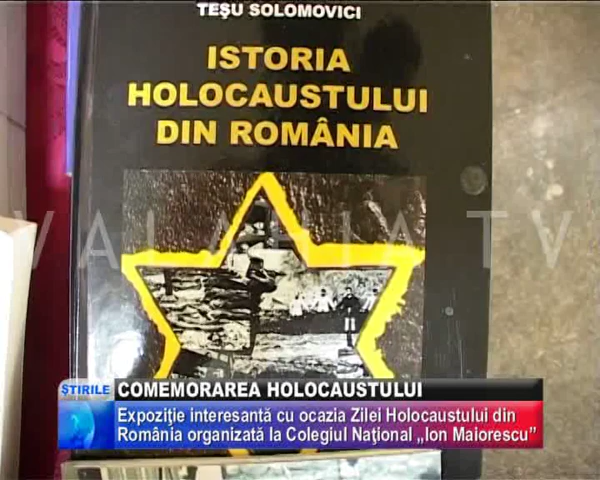 TEȘU SOLOMOVICI
ISTORIA
HOLOCAUSTULUI
DIN ROMÂNIA
VALAHIA TV
ŞTIRILE
COMEMORAREA HOLOCAUSTULUI
Expoziţie interesantă cu ocazia Zilei Holocaustului din
România organizată la Colegiul Naţional „Ion Maiorescu”